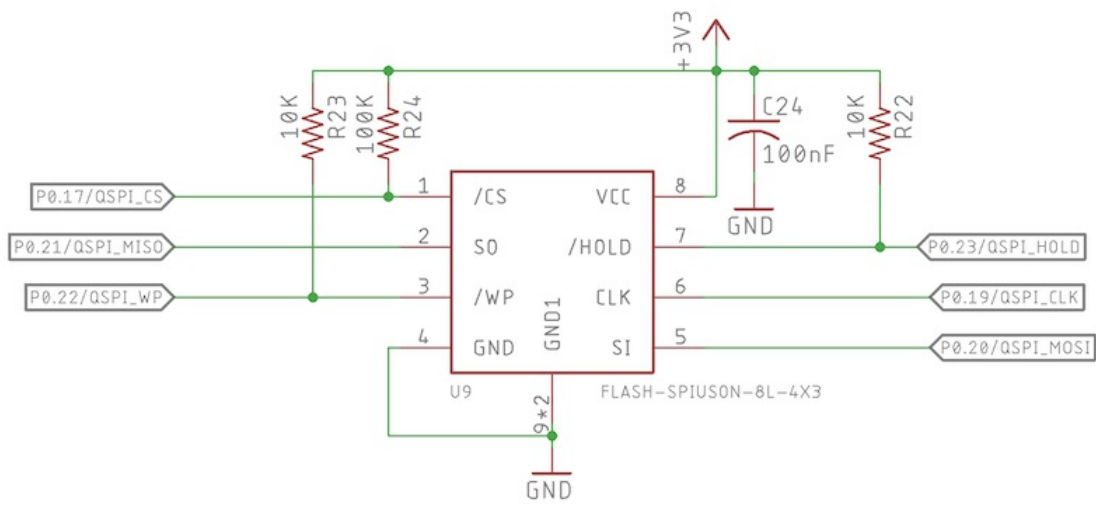 +3V3
10K
R23
100K
R24
C24
100nF
10K
R22
GND
P0.17/QSPI_CS
1
/CS
VCC
8
P0.21/QSPI_MISO
2
SO
/HOLD
7
P0.23/QSPI_HOLD
P0.22/QSPI_WP
3
/WP
CLK
6
P0.19/QSPI_CLK
4
GND
GND1
SI
5
P0.20/QSPI_MOSI
U9
9*2
FLASH-SPIUSON-8L-4X3
GND